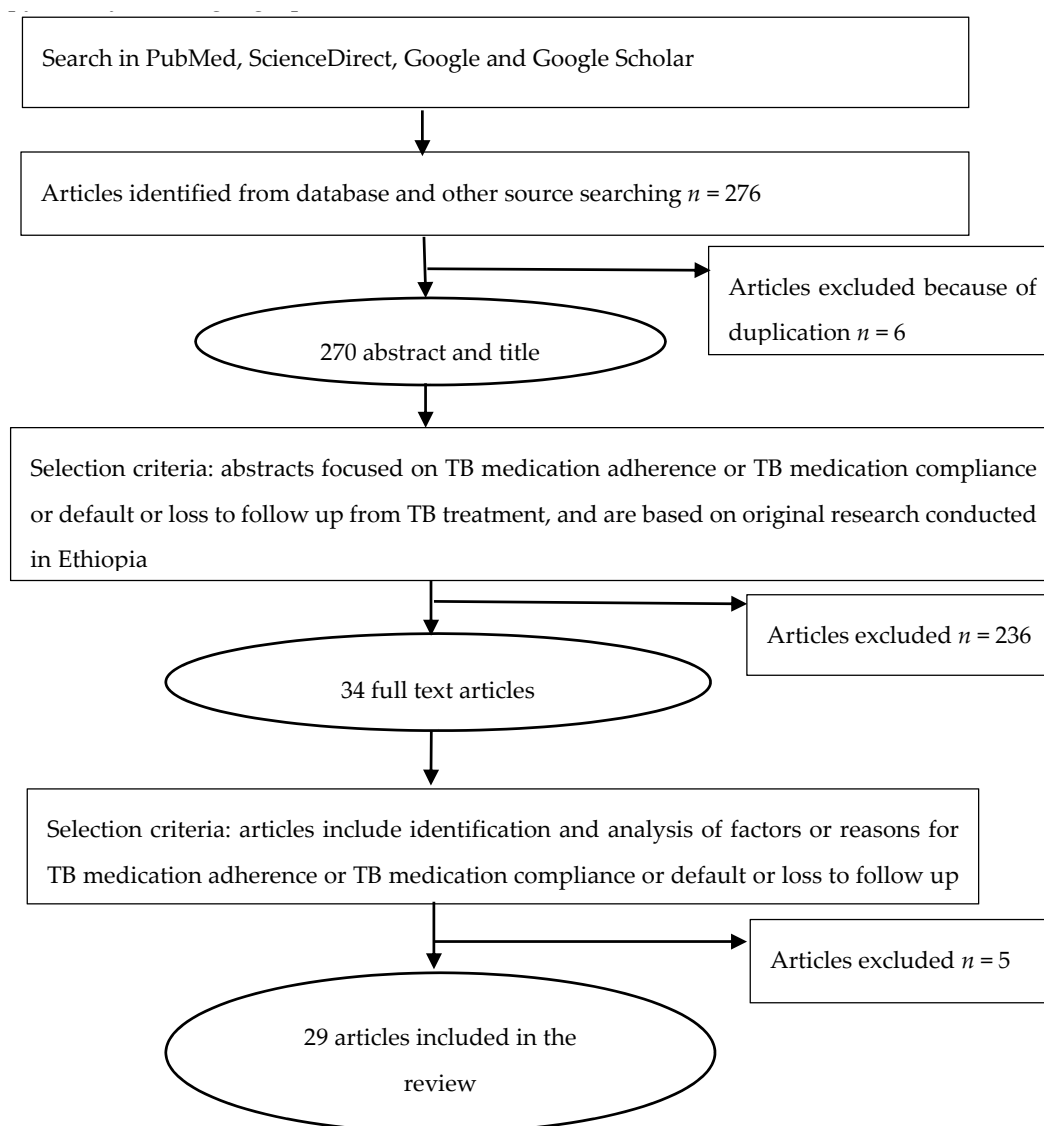 Search in PubMed, ScienceDirect, Google and Google Scholar
Articles identified from database and other source searching n = 276
Articles excluded because of
duplication n = 6
270 abstract and title
Selection criteria: abstracts focused on TB medication adherence or TB medication compliance
or default or loss to follow up from TB treatment, and are based on original research conducted
in Ethiopia
Articles excluded n = 236
34 full text articles
Selection criteria: articles include identification and analysis of factors or reasons for
TB medication adherence or TB medication compliance or default or loss to follow up
Articles excluded n = 5
29 articles included in the
review